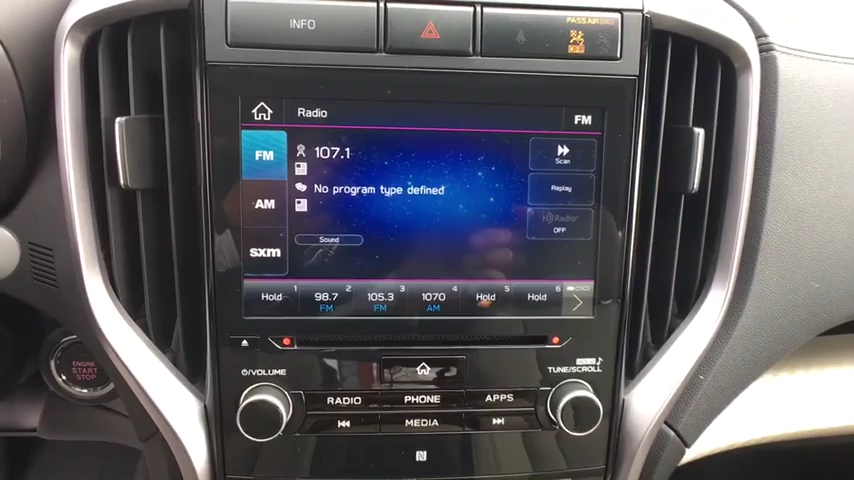 INFO
PASS AIRBAG
Radio
FM
FM
107.1
Scan
No program type defined
Replay
AM
HD Radio
OFF
Sound
sxm
1 2 3 4 5 6
Hold 98.7 105.3 1070 Hold Hold
FM FM AM
ENGINE
START
STOP
VOLUME
TUNE/SCROLL
RADIO PHONE APPS
MEDIA